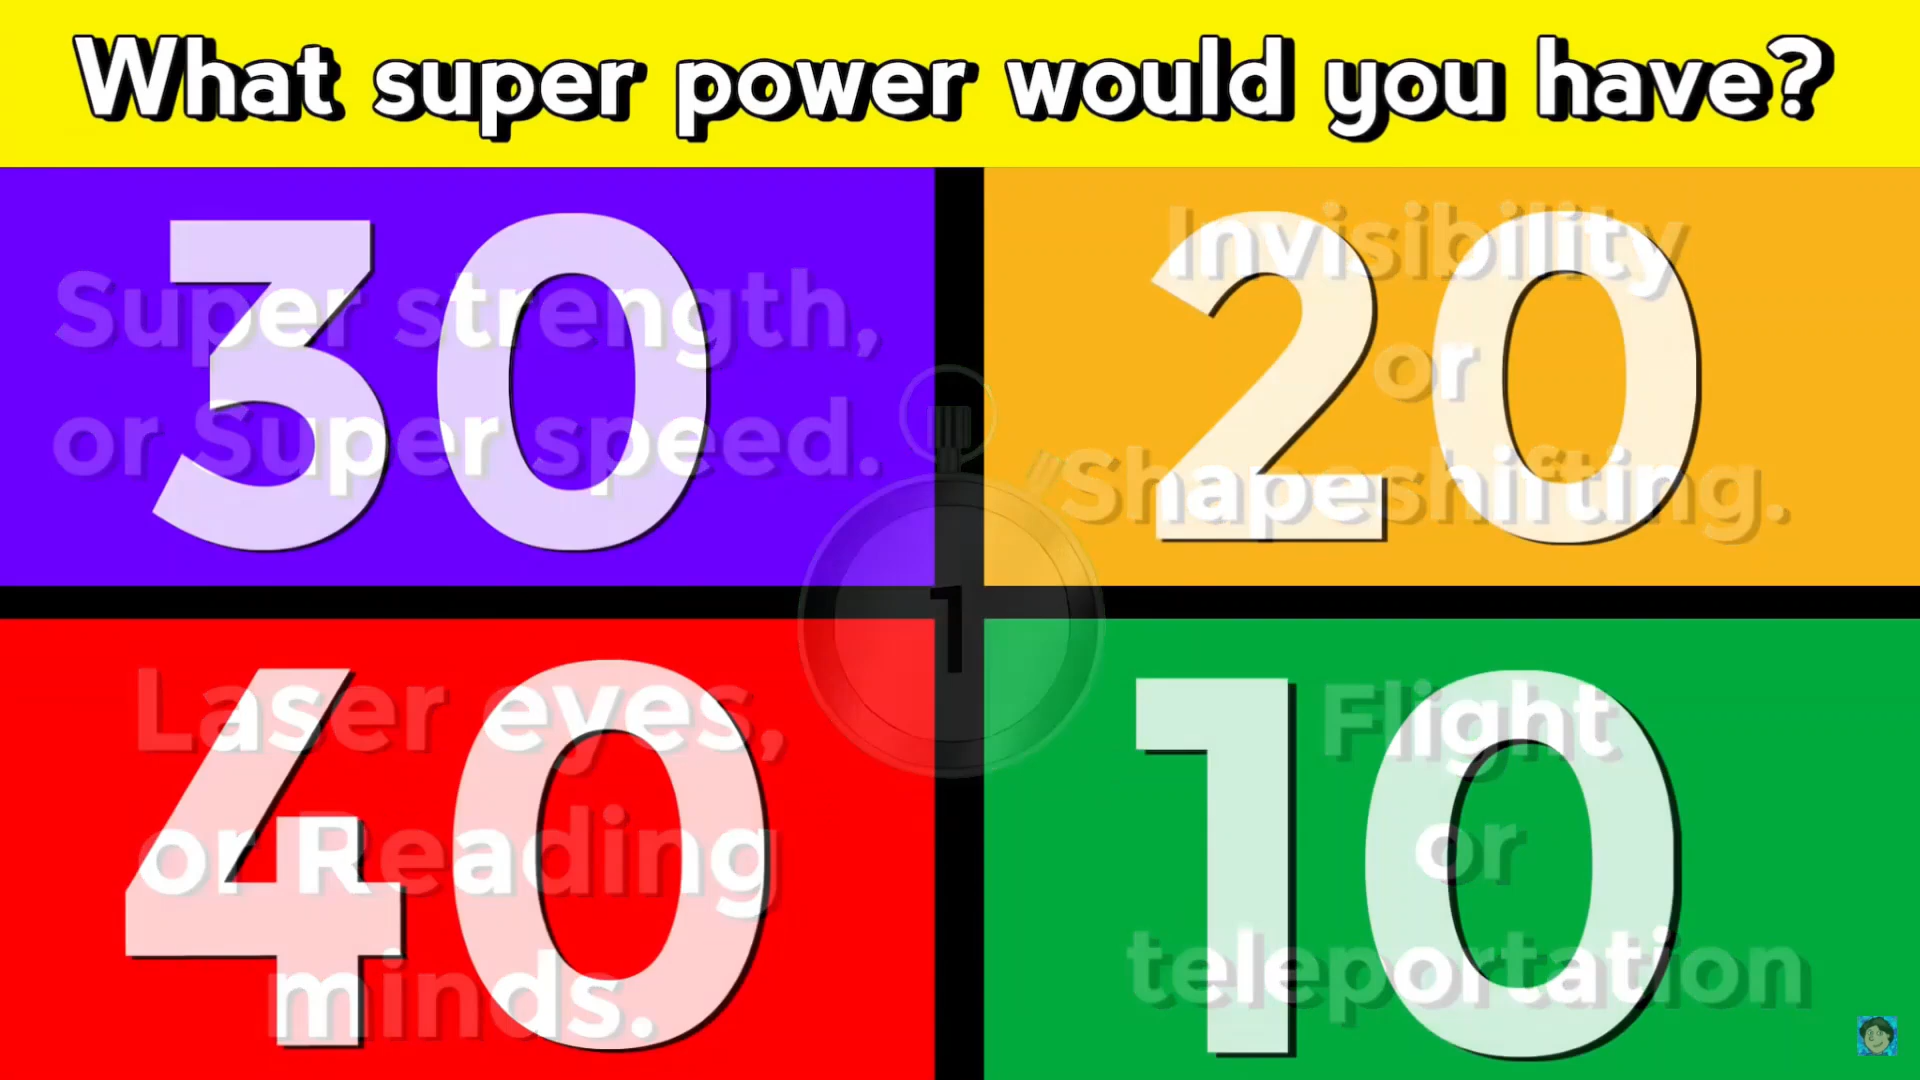 What super power would you have?
30
Super strength,
or Super speed.
20
Invisibility
or
Shapeshifting.
1
40
Laser eyes,
or Reading
minds.
10
Flight
or
teleportation